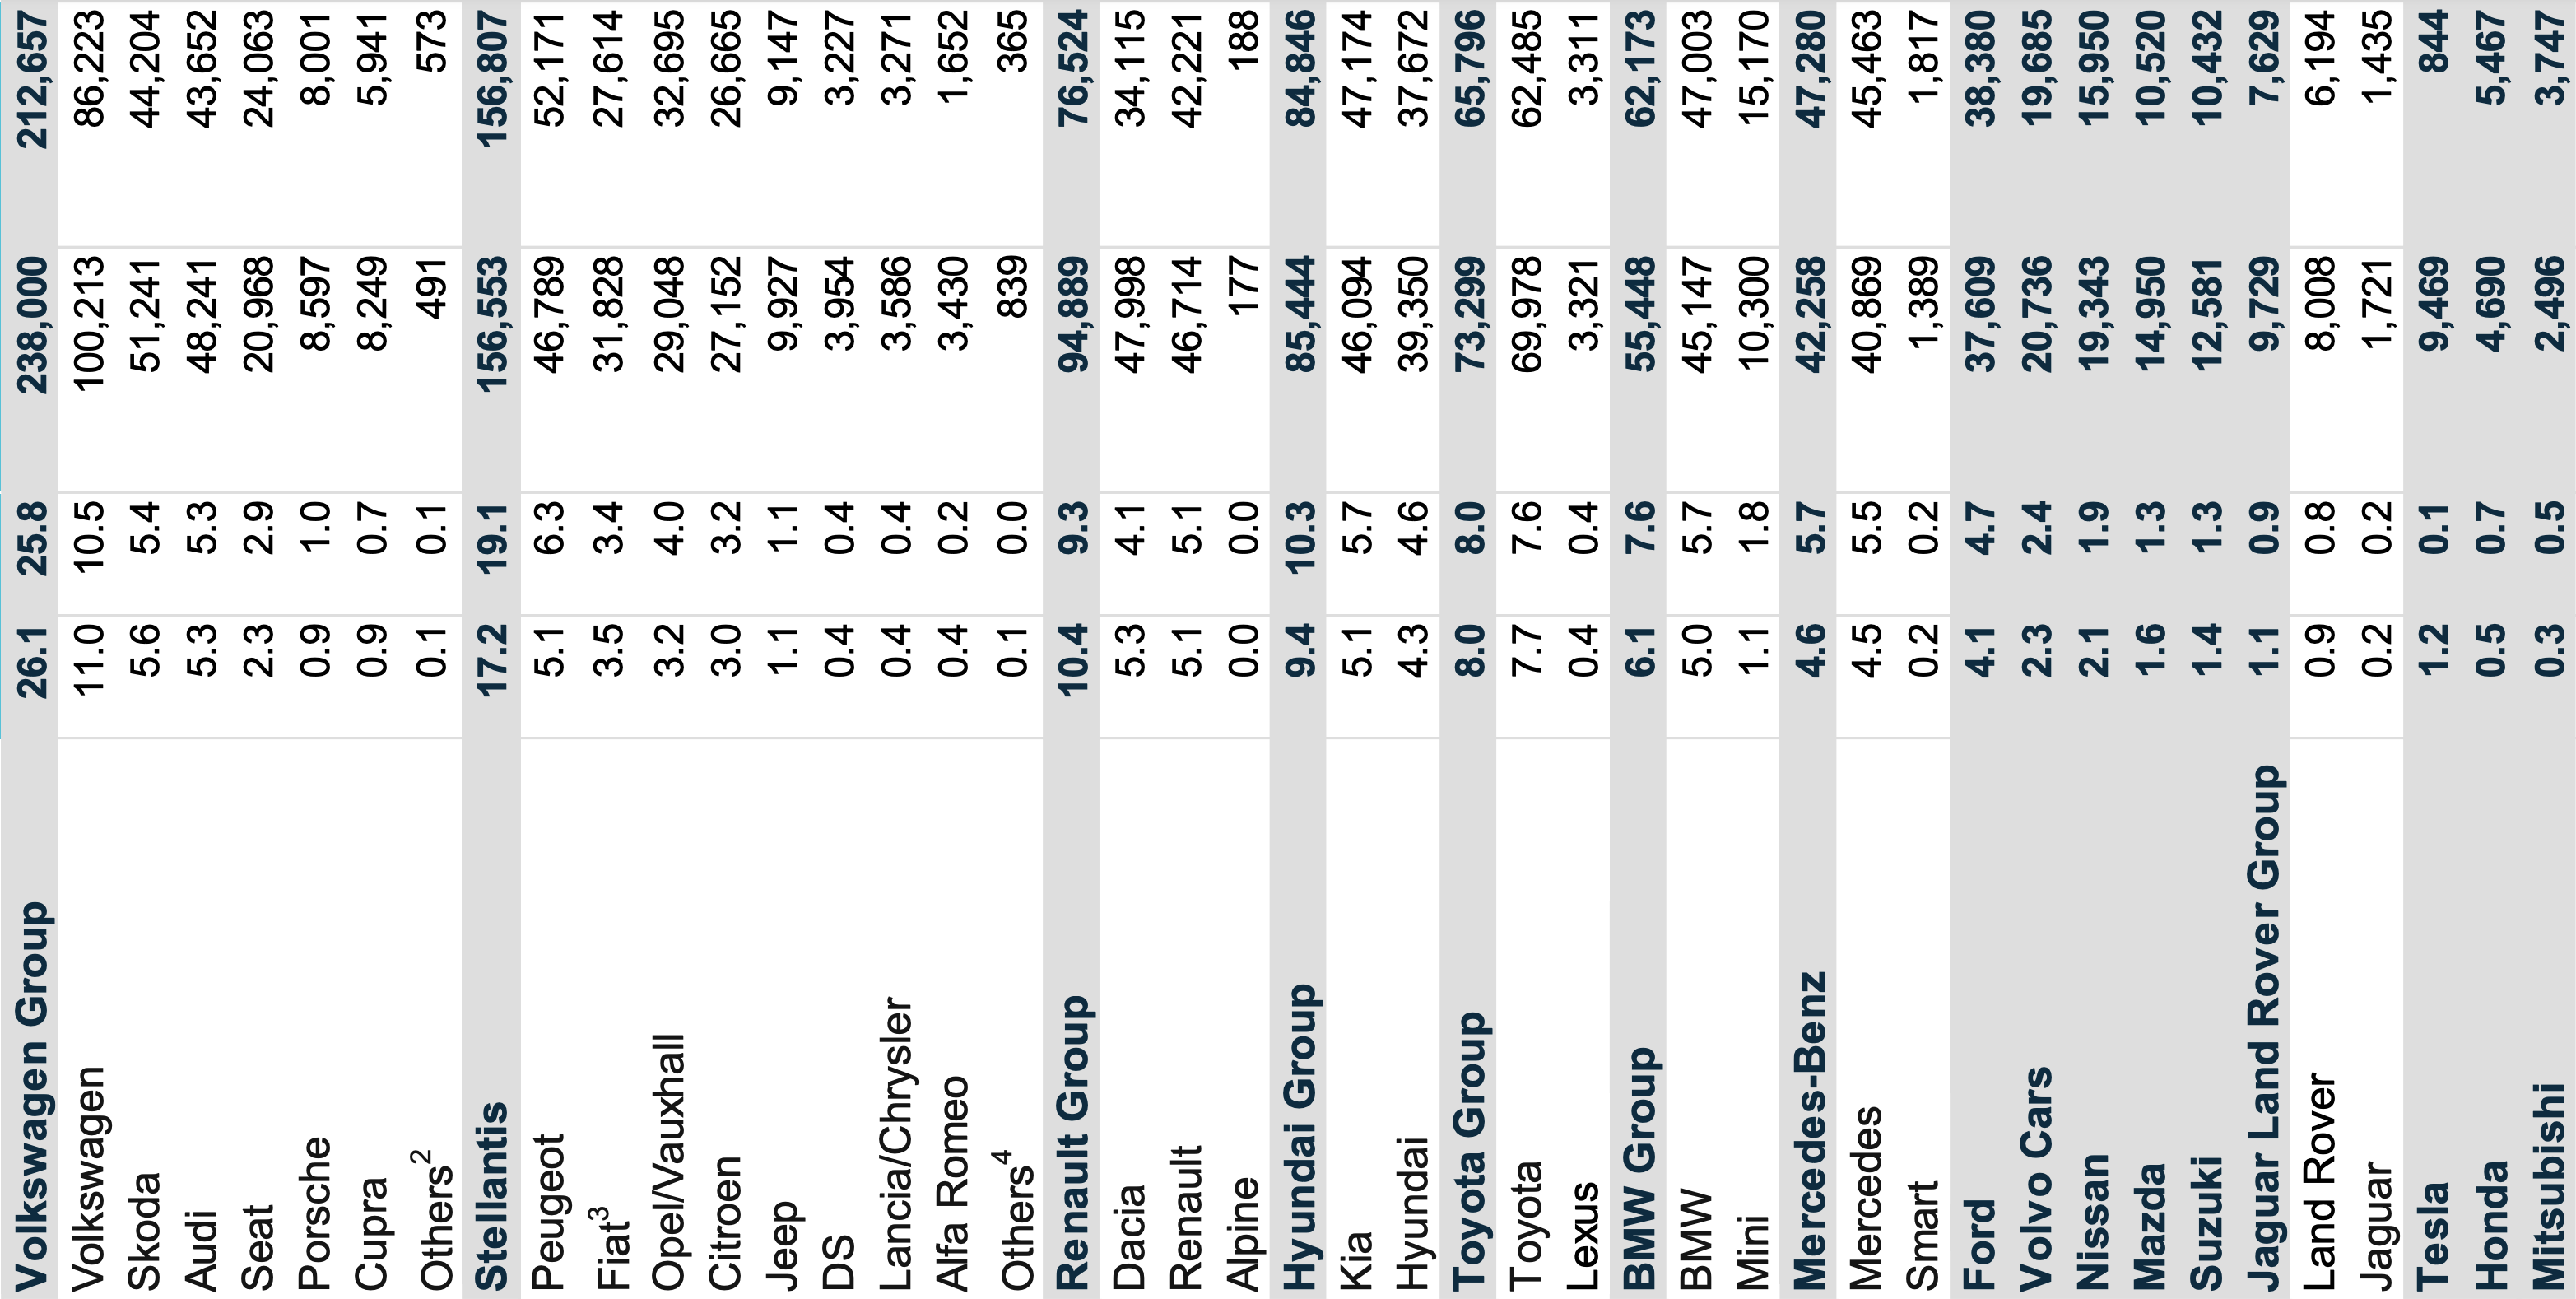 Volkswagen Group 26.1 25.8 238,000 212,657
Volkswagen 11.0 10.5 100,213 86,223
Skoda 5.6 5.4 51,241 44,204
Audi 5.3 5.3 48,241 43,652
Seat 2.3 2.9 20,968 24,063
Porsche 0.9 1.0 8,597 8,001
Cupra 0.9 0.7 8,249 5,941
Others2 0.1 0.1 491 573
Stellantis 17.2 19.1 156,553 156,807
Peugeot 5.1 6.3 46,789 52,171
Fiat3 3.5 3.4 31,828 27,614
Opel/Vauxhall 3.2 4.0 29,048 32,695
Citroen 3.0 3.2 27,152 26,665
Jeep 1.1 1.1 9,927 9,147
DS 0.4 0.4 3,954 3,227
Lancia/Chrysler 0.4 0.4 3,586 3,271
Alfa Romeo 0.4 0.2 3,430 1,652
Others4 0.1 0.0 839 365
Renault Group 10.4 9.3 94,889 76,524
Dacia 5.3 4.1 47,998 34,115
Renault 5.1 5.1 46,714 42,221
Alpine 0.0 0.0 177 188
Hyundai Group 9.4 10.3 85,444 84,846
Kia 5.1 5.7 46,094 47,174
Hyundai 4.3 4.6 39,350 37,672
Toyota Group 8.0 8.0 73,299 65,796
Toyota 7.7 7.6 69,978 62,485
Lexus 0.4 0.4 3,321 3,311
BMW Group 6.1 7.6 55,448 62,173
BMW 5.0 5.7 45,147 47,003
Mini 1.1 1.8 10,300 15,170
Mercedes-Benz 4.6 5.7 42,258 47,280
Mercedes 4.5 5.5 40,869 45,463
Smart 0.2 0.2 1,389 1,817
Ford 4.1 4.7 37,609 38,380
Volvo Cars 2.3 2.4 20,736 19,685
Nissan 2.1 1.9 19,343 15,950
Mazda 1.6 1.3 14,950 10,520
Suzuki 1.4 1.3 12,581 10,432
Jaguar Land Rover Group 1.1 0.9 9,729 7,629
Land Rover 0.9 0.8 8,008 6,194
Jaguar 0.2 0.2 1,721 1,435
Tesla 1.2 0.1 9,469 844
Honda 0.5 0.7 4,690 5,467
Mitsubishi 0.3 0.5 2,496 3,747